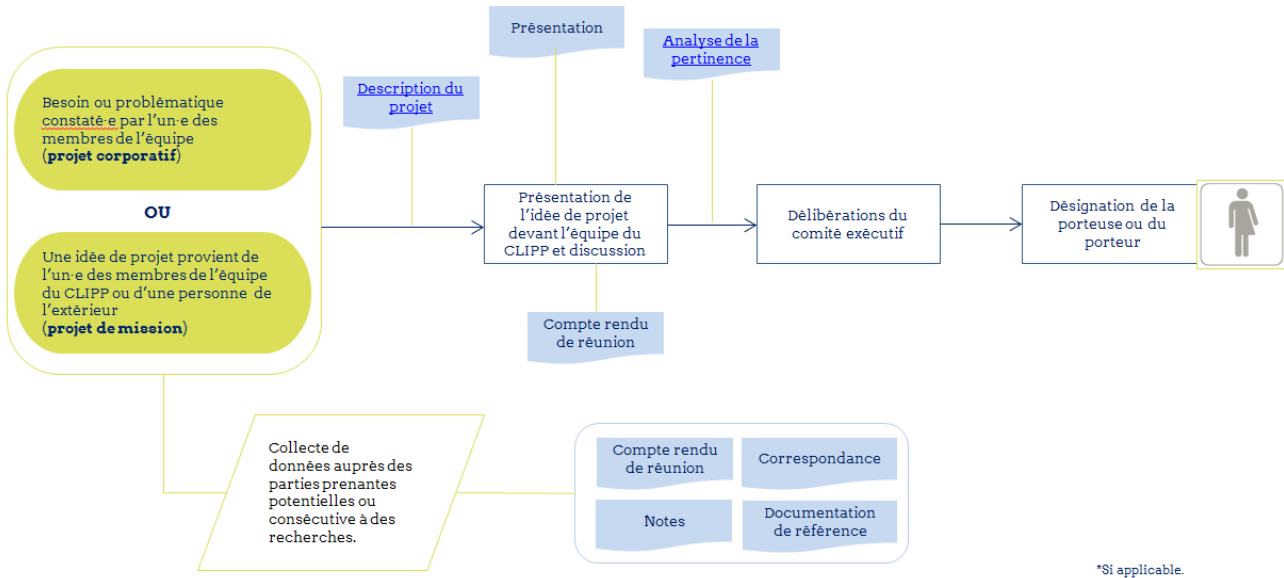 Présentation
Analyse de la
pertinence
Description du
projet
Besoin ou problématique
constaté·e par l'un·e des
membres de l'équipe
(projet corporatif)
OU
Une idée de projet provient de
l'un·e des membres de l'équipe
du CLIPP ou d'une personne de
l'extérieur
(projet de mission)
Présentation de
l'idée de projet
devant l'équipe du
CLIPP et discussion
Délibérations du
comité exécutif
Désignation de la
porteuse ou du
porteur
Compte rendu
de réunion
Collecte de
données auprès des
parties prenantes
potentielles ou
consécutive à des
recherches.
Compte rendu
de réunion
Correspondance
Notes
Documentation
de référence
*Si applicable.